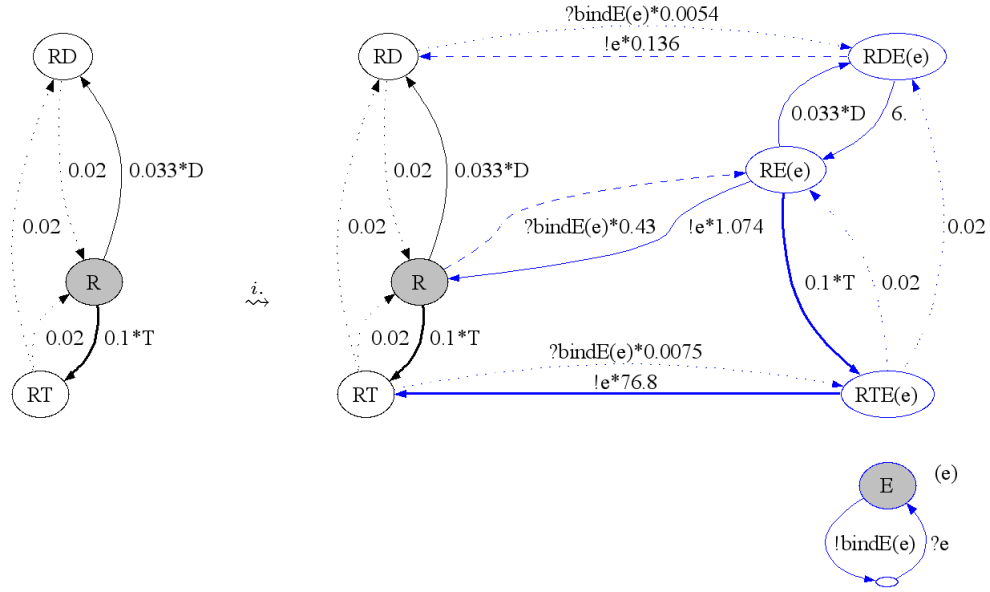 ?bindE(e)*0.0054
!e*0.136
RD
RD
RDE(e)
0.033*D
6.
0.02
0.033*D
0.02
0.033*D
RE(e)
0.02
0.02
?bindE(e)*0.43
!e*1.074
0.02
R
R
i.
0.1*T
0.02
0.02
0.1*T
0.02
0.1*T
?bindE(e)*0.0075
!e*76.8
RT
RT
RTE(e)
E
(e)
!bindE(e)
?e